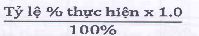 Tỷ lệ % thực hiện x 1.0
100%